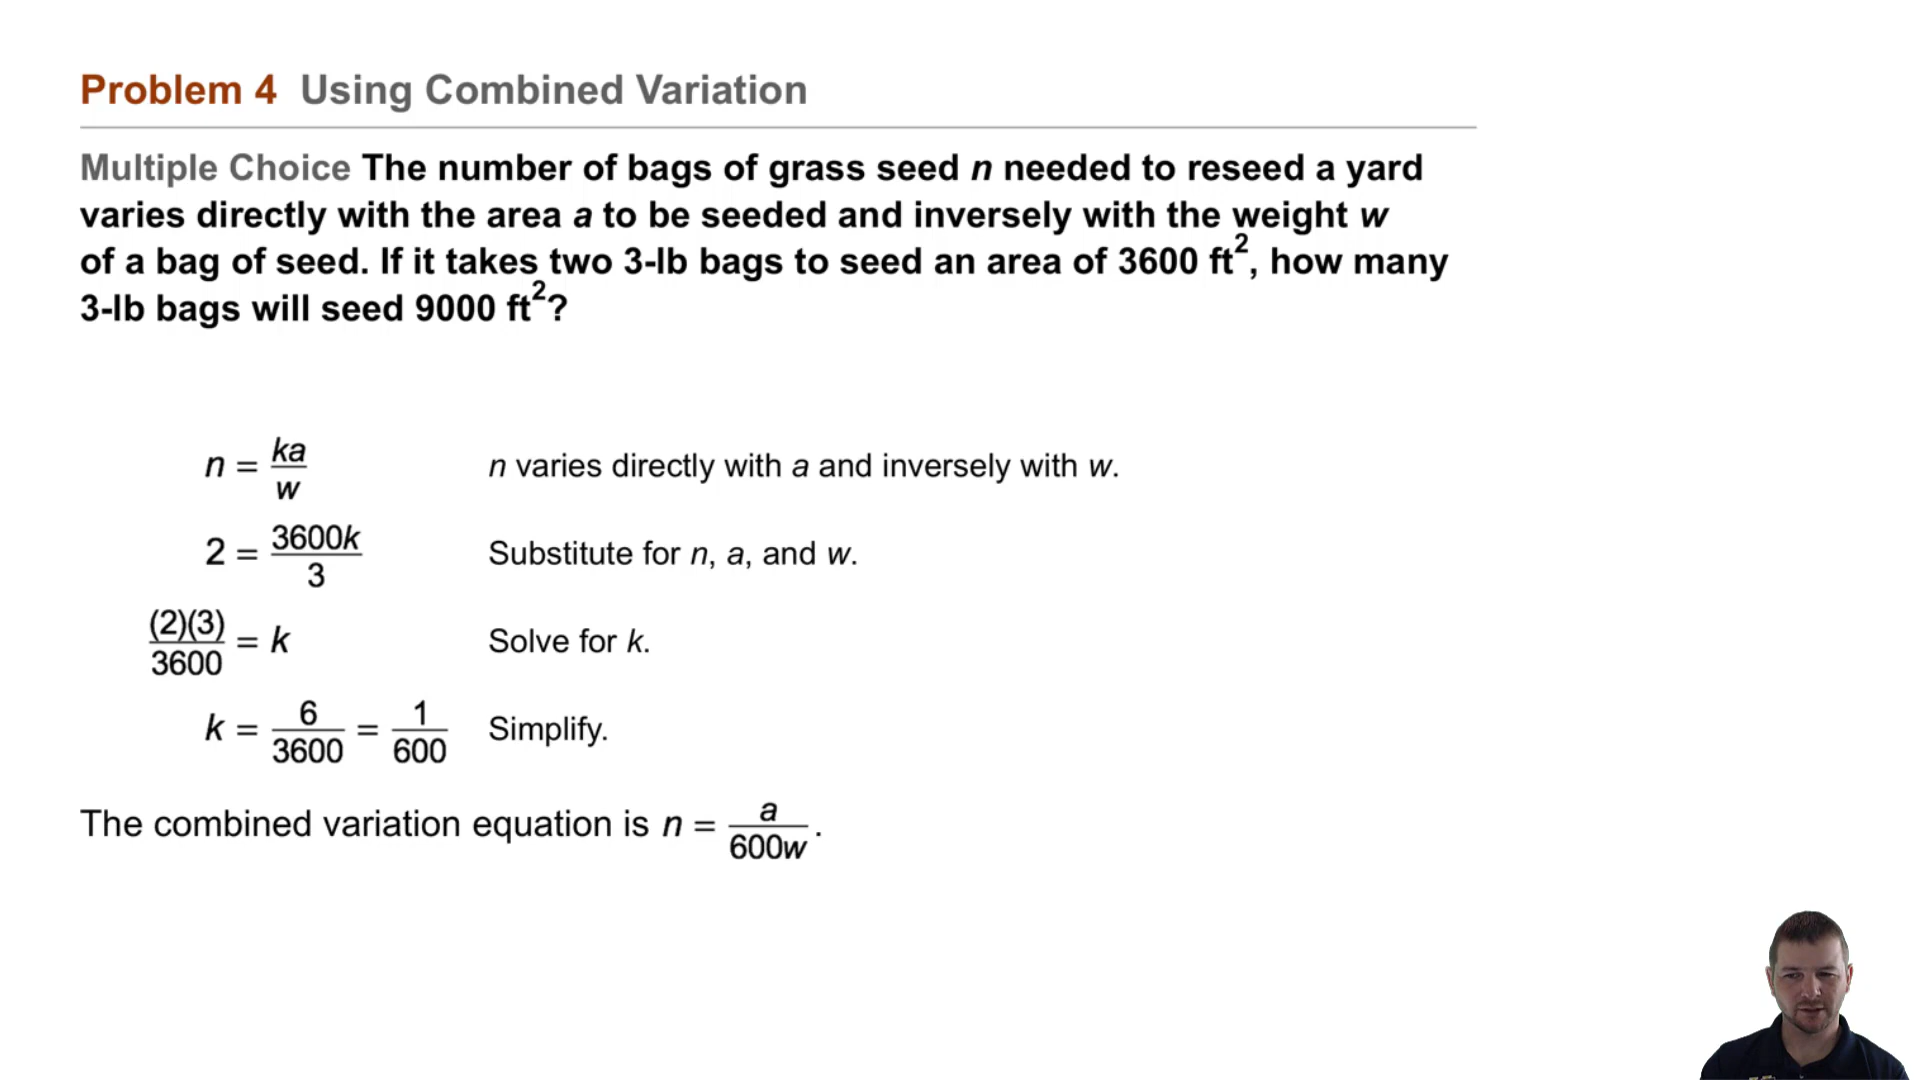 Problem 4 Using Combined Variation
Multiple Choice The number of bags of grass seed n needed to reseed a yard
varies directly with the area a to be seeded and inversely with the weight w
of a bag of seed. If it takes two 3-lb bags to seed an area of 3600 ft², how many
3-lb bags will seed 9000 ft²?
n = ka/w n varies directly with a and inversely with w.
2 = 3600k/3 Substitute for n, a, and w.
(2)(3)/3600 = k Solve for k.
k = 6/3600 = 1/600 Simplify.
The combined variation equation is n = a/600w.